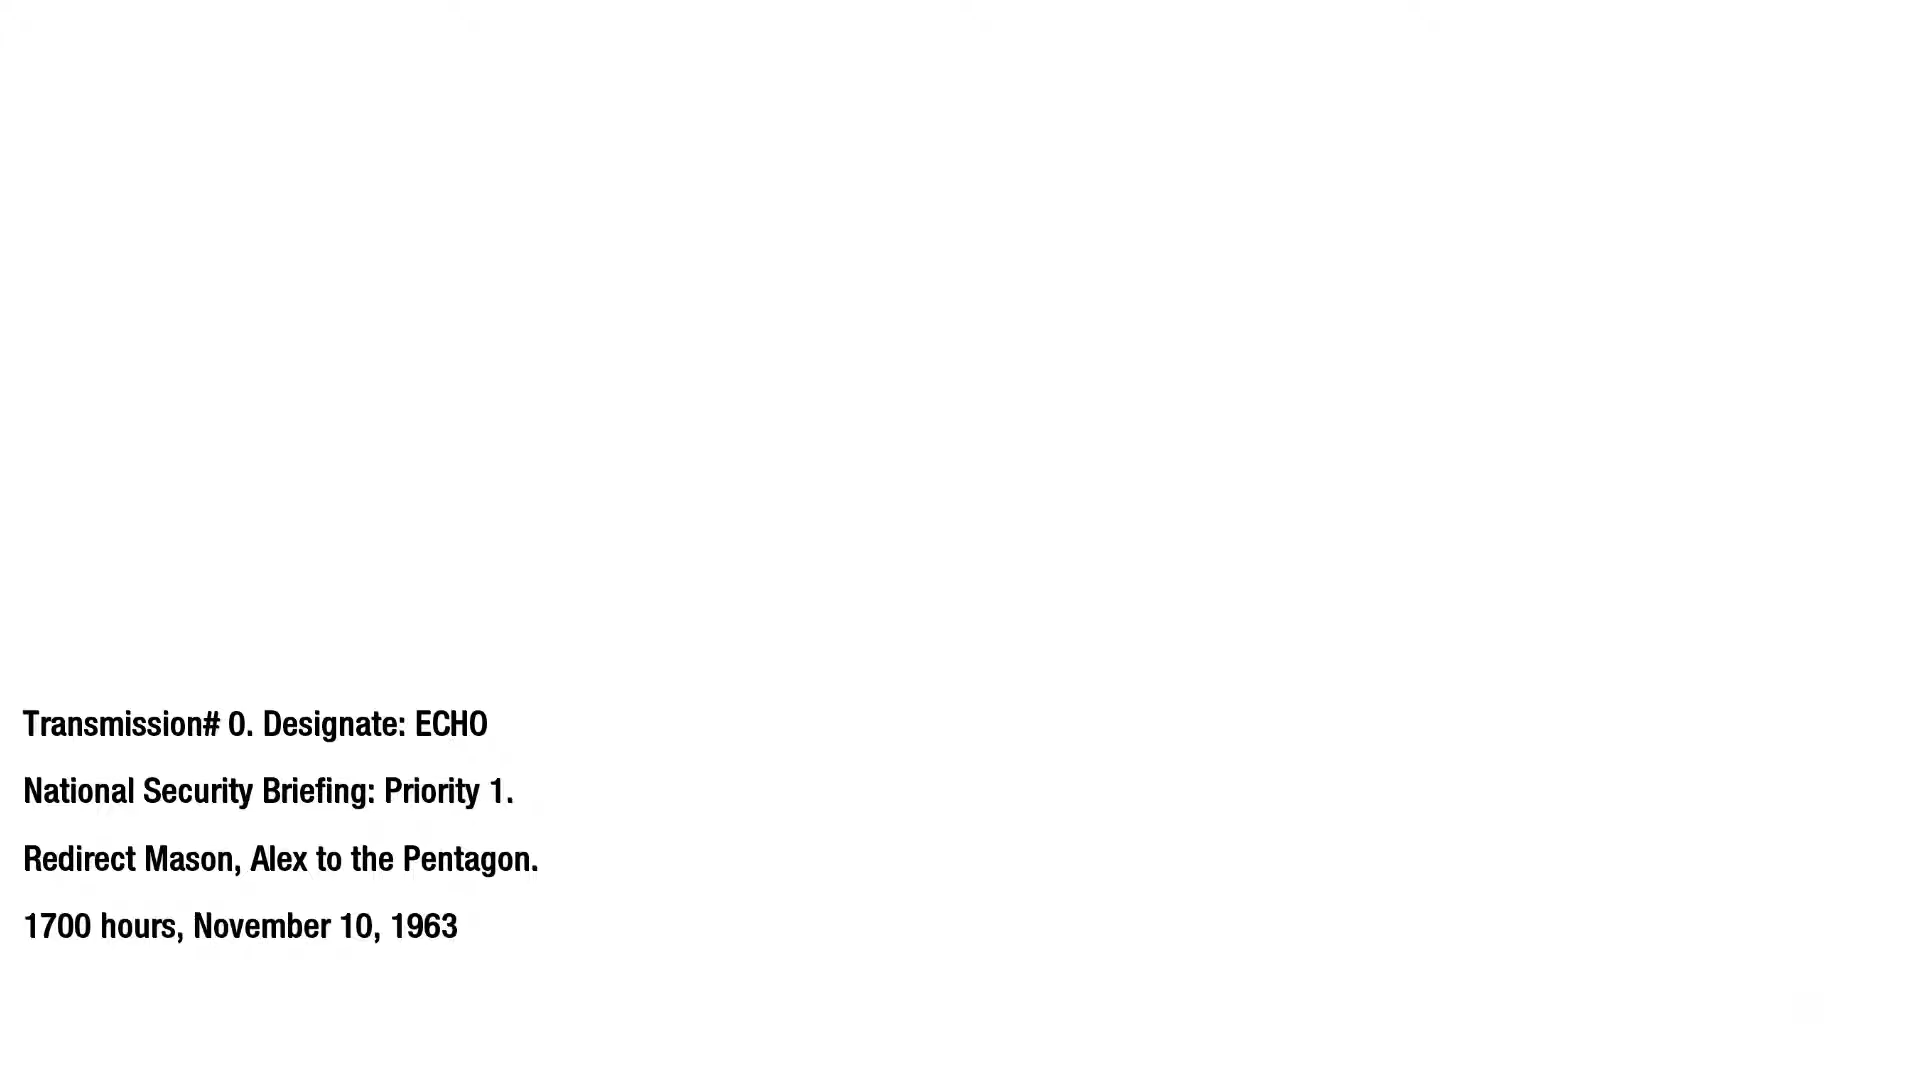 Transmission# 0. Designate: ECHO
National Security Briefing: Priority 1.
Redirect Mason, Alex to the Pentagon.
1700 hours, November 10, 1963